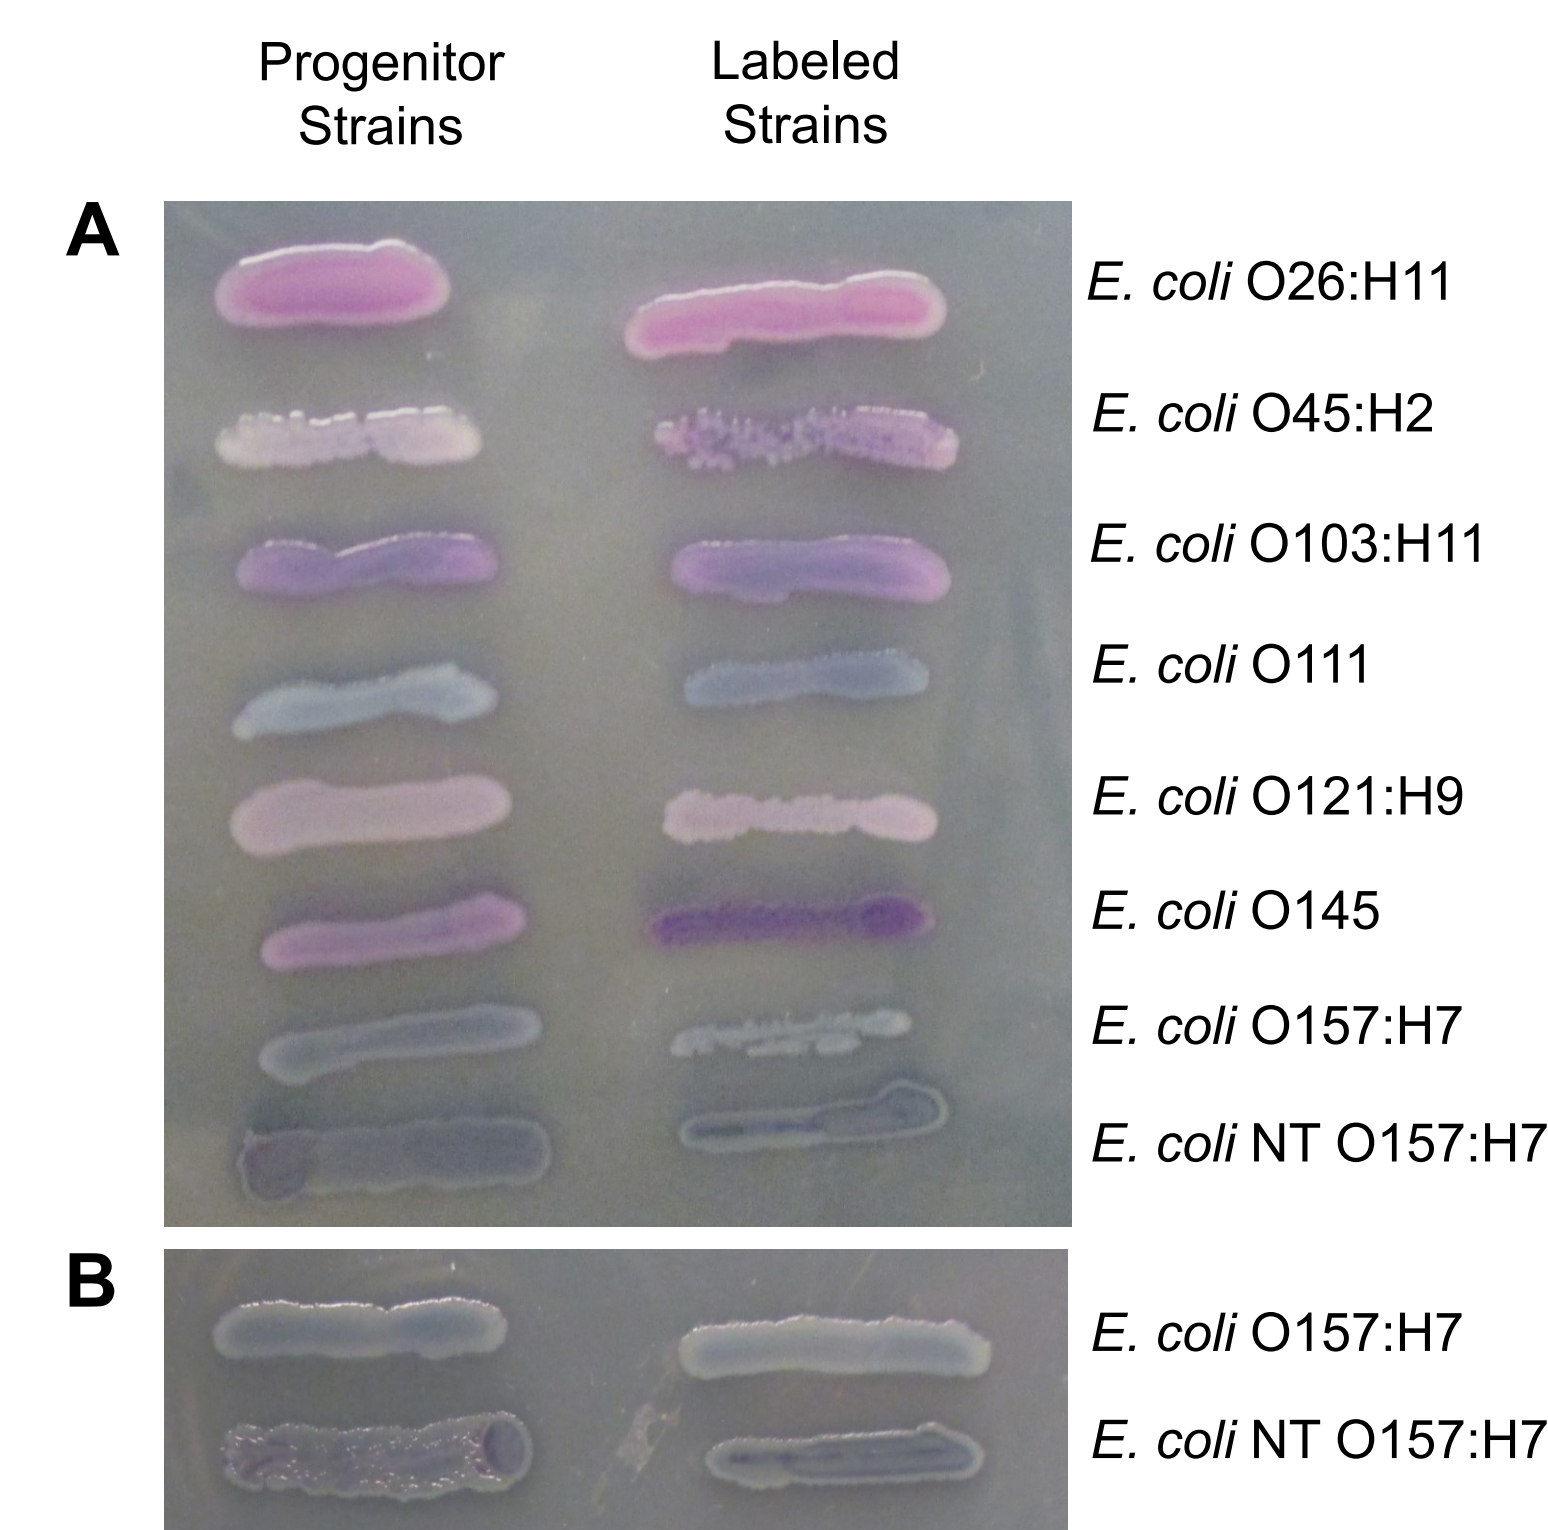 Progenitor
Strains
Labeled
Strains
A
E. coli O26:H11
E. coli O45:H2
E. coli O103:H11
E. coli O111
E. coli O121:H9
E. coli O145
E. coli O157:H7
E. coli NT O157:H7
B
E. coli O157:H7
E. coli NT O157:H7